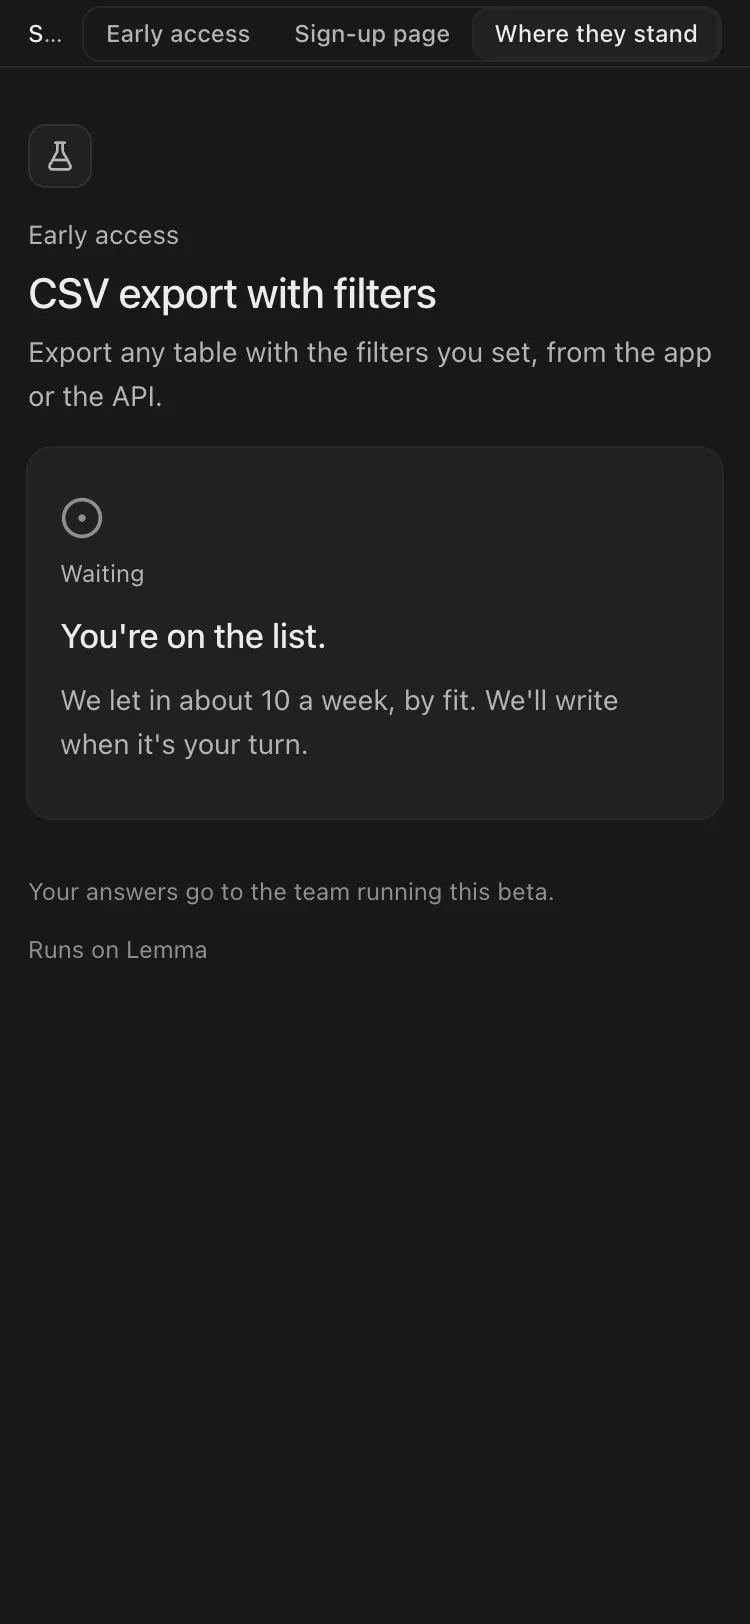 S...
Early access
Sign-up page
Where they stand
Early access
CSV export with filters
Export any table with the filters you set, from the app
or the API.
Waiting
You're on the list.
We let in about 10 a week, by fit. We'll write
when it's your turn.
Your answers go to the team running this beta.
Runs on Lemma